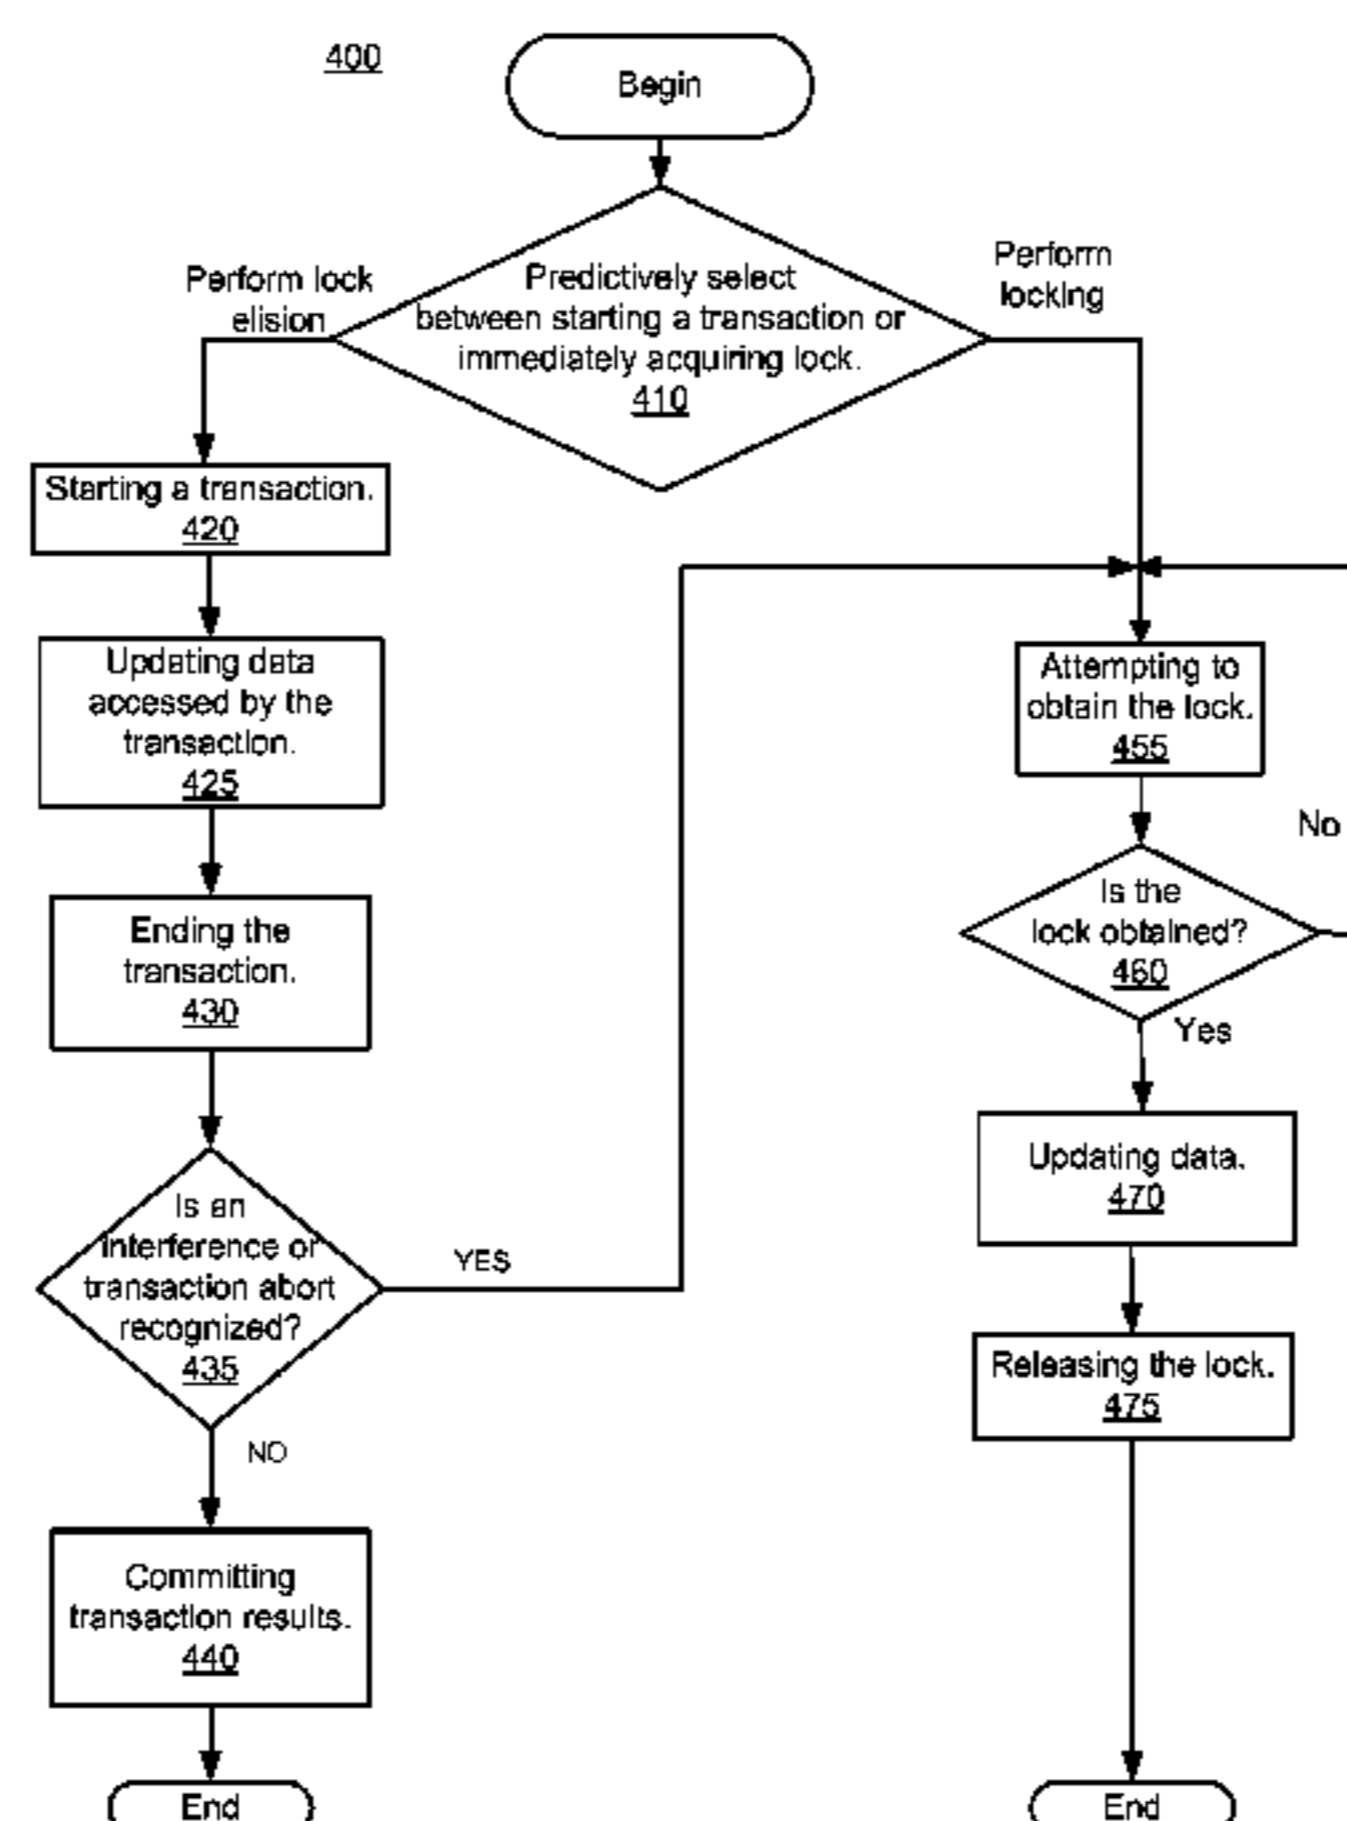 400
Begin
Predictively select
between starting a transaction or
immediately acquiring lock.
410
Perform lock
elision
Perform
locking
Starting a transaction.
420
Updating data
accessed by the
transaction.
425
Ending the
transaction.
430
Is an
interference or
transaction abort
recognized?
435
YES
NO
Committing
transaction results.
440
End
Attempting to
obtain the lock.
455
No
Is the
lock obtained?
460
Yes
Updating data.
470
Releasing the lock.
475
End